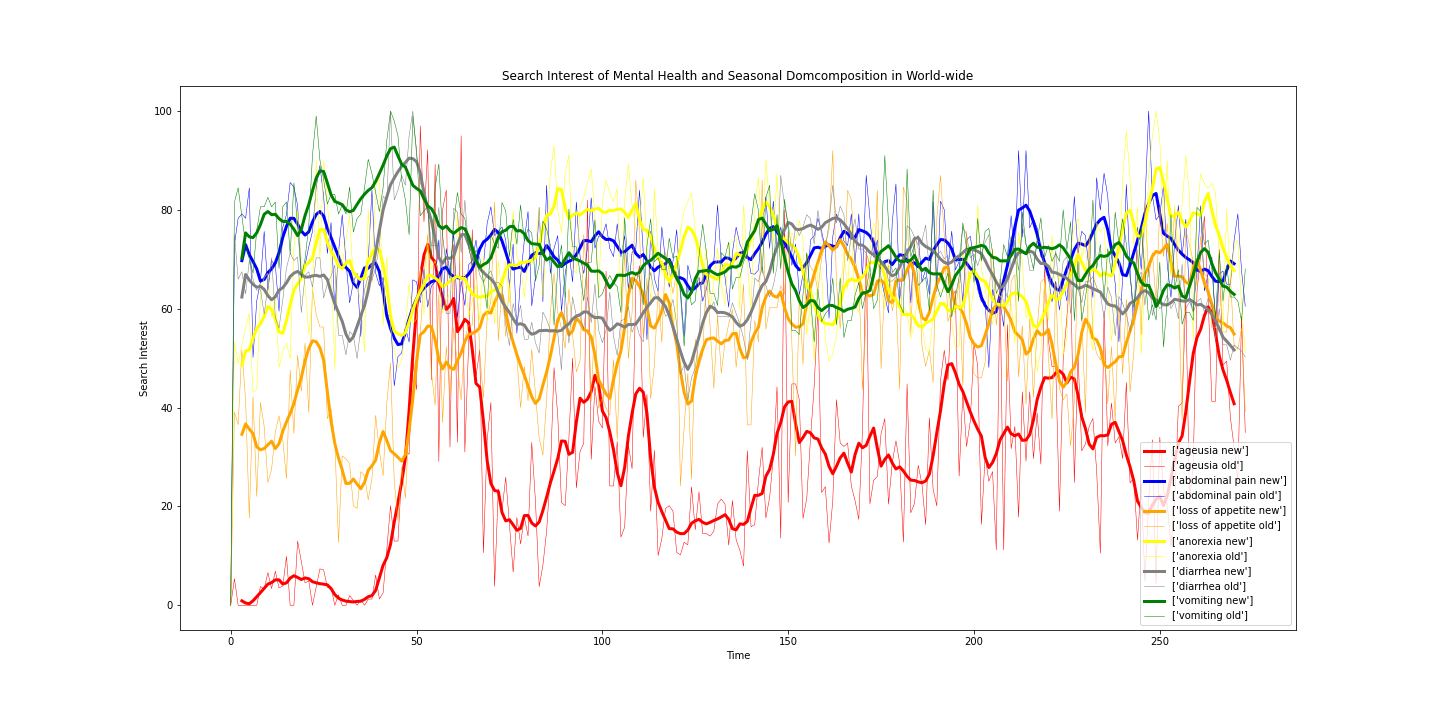 Search Interest of Mental Health and Seasonal Domcomposition in World-wide
100
80
60
40
20
0
Search Interest
0 50 100 150 200 250
Time
['ageusia new']
['ageusia old']
['abdominal pain new']
['abdominal pain old']
['loss of appetite new']
['loss of appetite old']
['anorexia new']
['anorexia old']
['diarrhea new']
['diarrhea old']
['vomiting new']
['vomiting old']